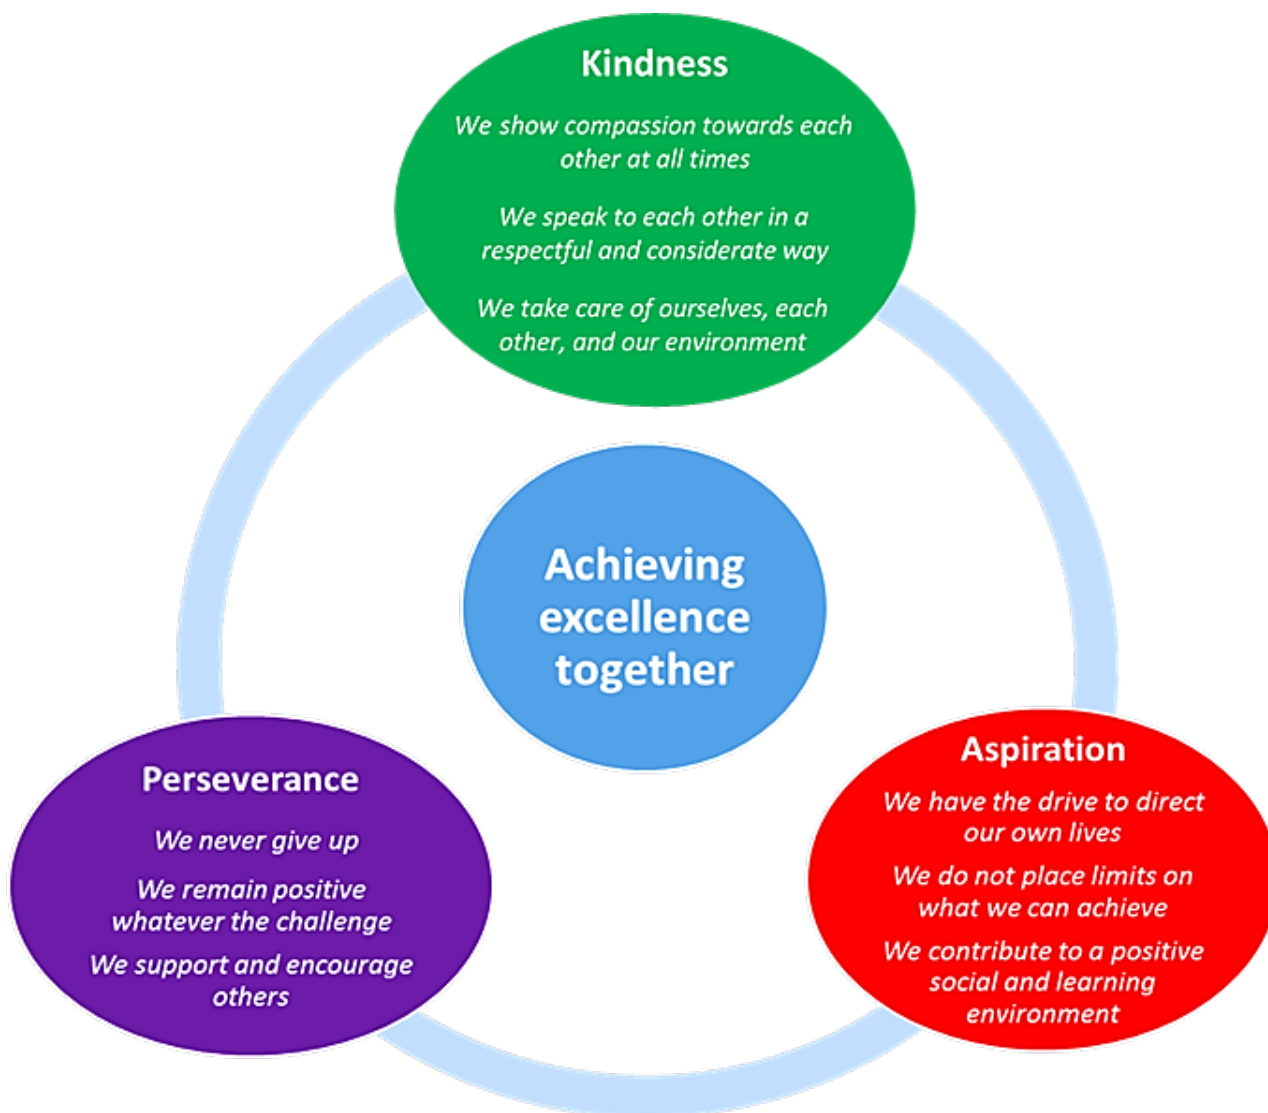 Kindness
We show compassion towards each
other at all times
We speak to each other in a
respectful and considerate way
We take care of ourselves, each
other, and our environment
Achieving
excellence
together
Perseverance
We never give up
We remain positive
whatever the challenge
We support and encourage
others
Aspiration
We have the drive to direct
our own lives
We do not place limits on
what we can achieve
We contribute to a positive
social and learning
environment